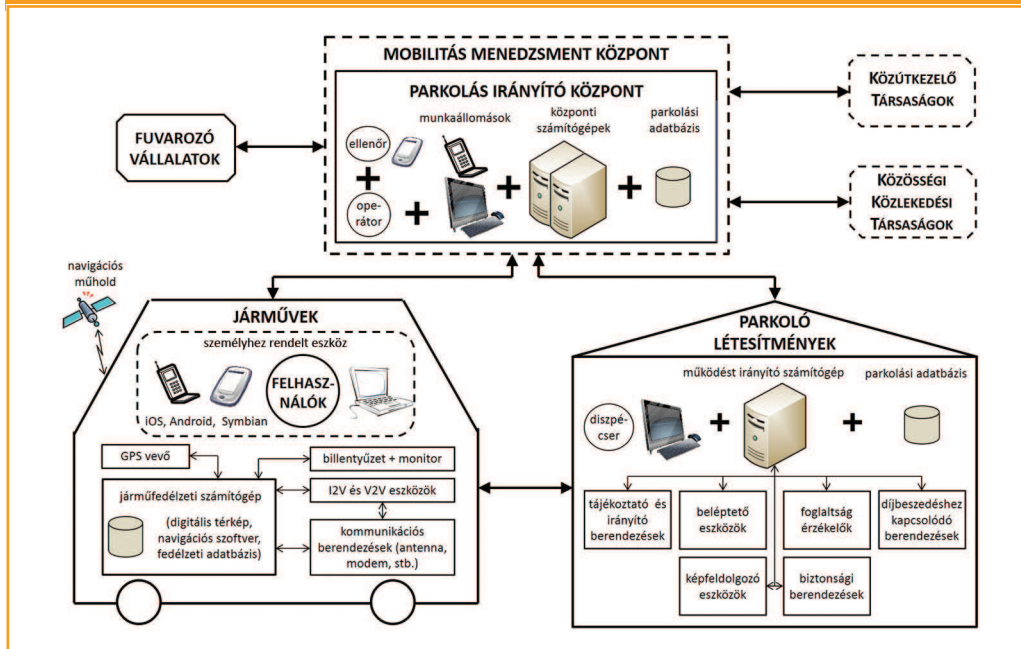 MOBILITÁS MENEDZSMENT KÖZPONT
PARKOLÁS IRÁNYÍTÓ KÖZPONT
munkaállomások
központi
számítógépek
parkolási
adatbázis
ellenőr
ope-
rátor
FUVAROZÓ
VÁLLALATOK
KÖZÚTKEZELŐ
TÁRSASÁGOK
KÖZÖSSÉGI
KÖZLEKEDÉSI
TÁRSASÁGOK
navigációs
műhold
JÁRMŰVEK
személyhez rendelt eszköz
FELHASZ-
NÁLÓK
iOS, Android, Symbian
GPS vevő
billentyűzet + monitor
járműfedélzeti számítógép
(digitális térkép,
navigációs szoftver,
fedélzeti adatbázis)
I2V és V2V eszközök
kommunikációs
berendezések (antenna,
modem, stb.)
PARKOLÓ
LÉTESÍTMÉNYEK
működést irányító számítógép
parkolási adatbázis
diszpé-
cser
tájékoztató és
irányító
berendezések
beléptető
eszközök
foglaltság
érzékelők
díjbeszedéshez
kapcsolódó
berendezések
képfeldolgozó
eszközök
biztonsági
berendezések